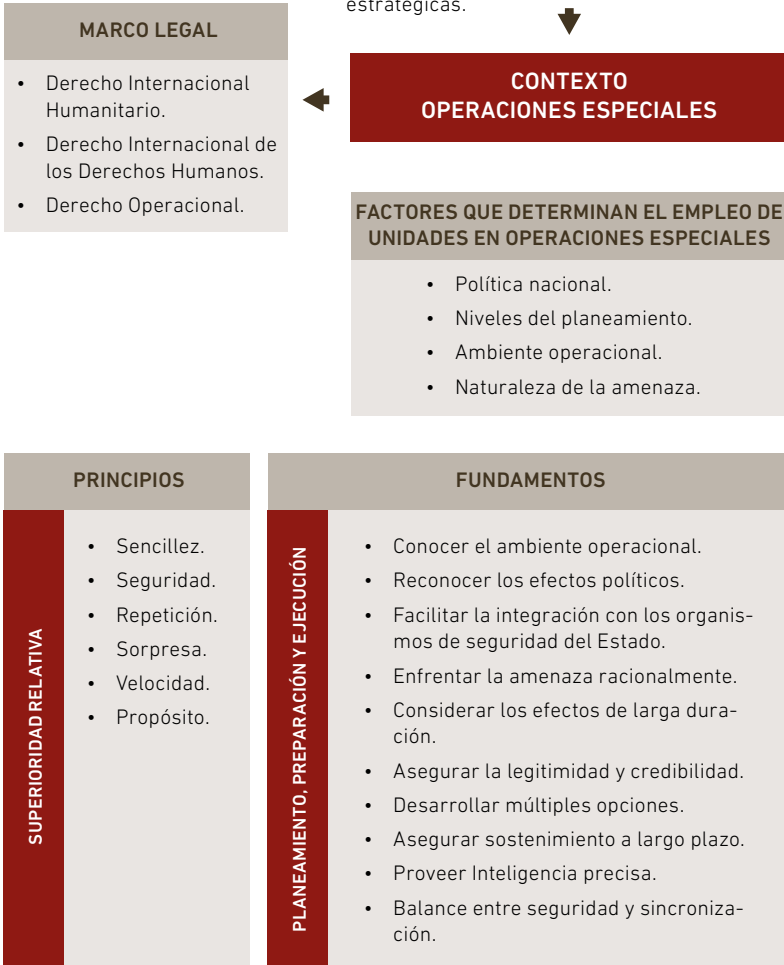 estratégicas.
MARCO LEGAL
• Derecho Internacional
Humanitario.
• Derecho Internacional de
los Derechos Humanos.
• Derecho Operacional.
CONTEXTO
OPERACIONES ESPECIALES
FACTORES QUE DETERMINAN EL EMPLEO DE
UNIDADES EN OPERACIONES ESPECIALES
• Política nacional.
• Niveles del planeamiento.
• Ambiente operacional.
• Naturaleza de la amenaza.
PRINCIPIOS
SUPERIORIDAD RELATIVA
• Sencillez.
• Seguridad.
• Repetición.
• Sorpresa.
• Velocidad.
• Propósito.
FUNDAMENTOS
PLANEAMIENTO, PREPARACIÓN Y EJECUCIÓN
• Conocer el ambiente operacional.
• Reconocer los efectos políticos.
• Facilitar la integración con los organis-
mos de seguridad del Estado.
• Enfrentar la amenaza racionalmente.
• Considerar los efectos de larga dura-
ción.
• Asegurar la legitimidad y credibilidad.
• Desarrollar múltiples opciones.
• Asegurar sostenimiento a largo plazo.
• Proveer Inteligencia precisa.
• Balance entre seguridad y sincroniza-
ción.